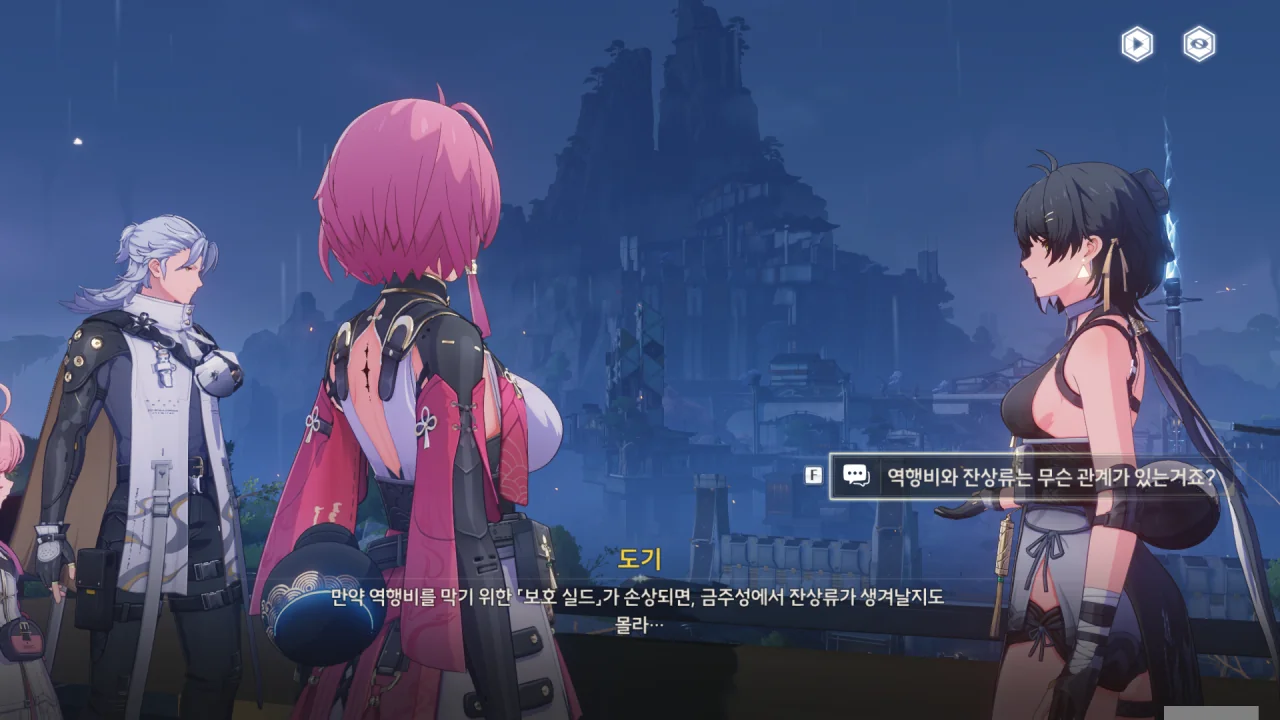 F
역행비와 잔상류는 무슨 관계가 있는거죠?
도기
만약 역행비를 막기 위한 「보호 실드」가 손상되면, 금주성에서 잔상류가 생겨날지도
몰라…